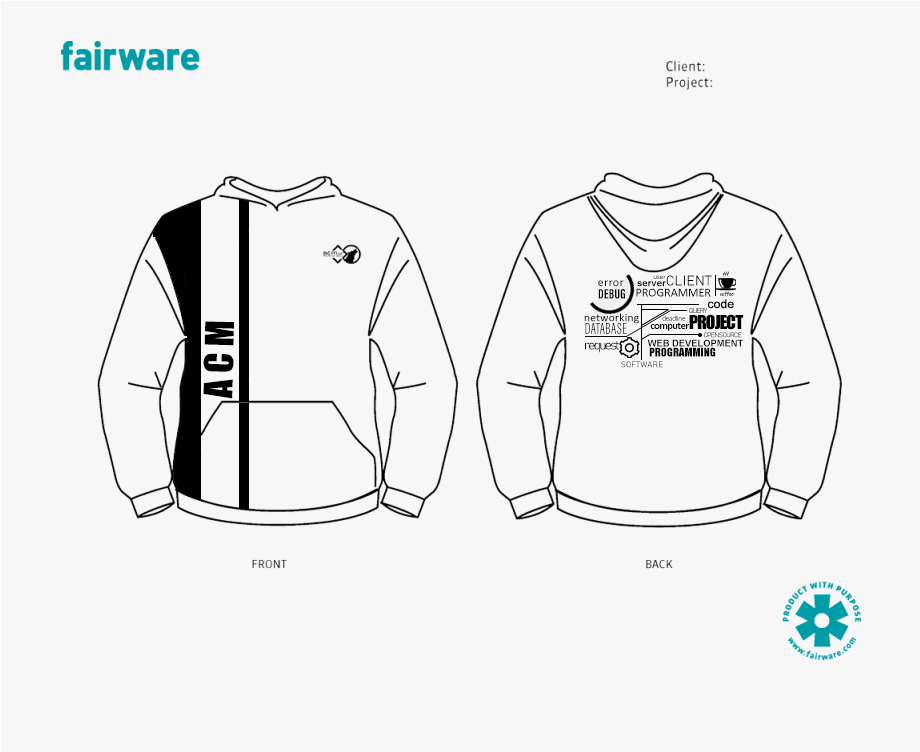 fairware
Client:
Project:
ACM
error
DEBUG
user
server CLIENT
PROGRAMMER
coffee
code
QUERY
networking
DATABASE
deadline
computer PROJECT
OPENSOURCE
request
WEB DEVELOPMENT
PROGRAMMING
SOFTWARE
FRONT
BACK
PRODUCT WITH PURPOSE
www.fairware.com